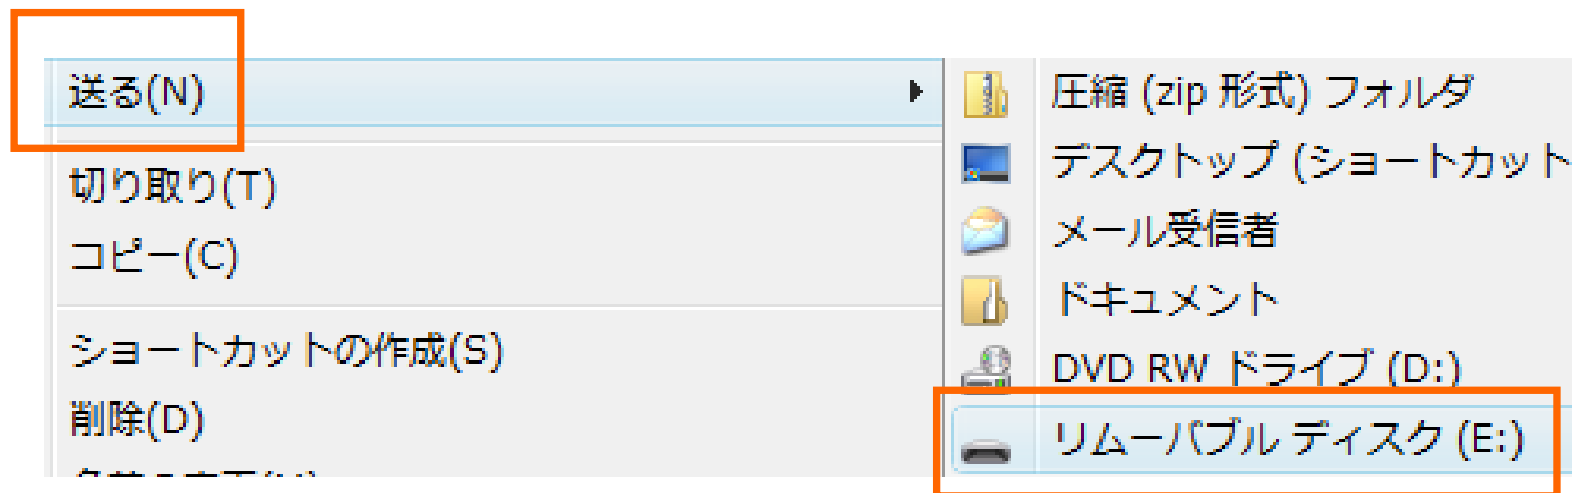 送る(N)
切り取り(T)
コピー(C)
ショートカットの作成(S)
削除(D)
圧縮 (zip 形式) フォルダ
デスクトップ (ショートカット
メール受信者
ドキュメント
DVD RW ドライブ (D:)
リムーバブル ディスク (E:)